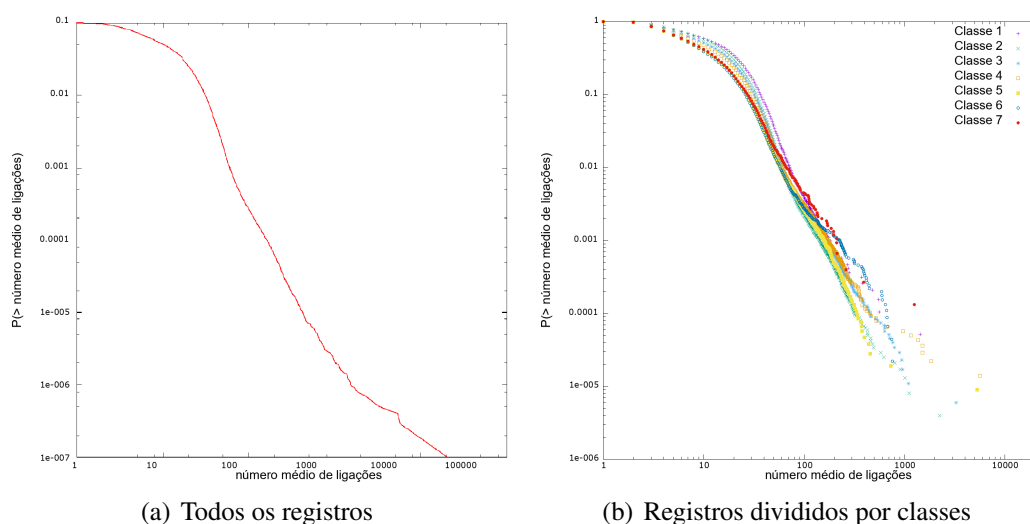 0.1
0.01
0.001
0.0001
1e-005
1e-006
1e-007
1 10 100 1000 10000 100000
P(> número médio de ligações)
número médio de ligações
(a) Todos os registros
1
0.1
0.01
0.001
0.0001
1e-005
1e-006
1 10 100 1000 10000
P(> número médio de ligações)
número médio de ligações
Classe 1
Classe 2
Classe 3
Classe 4
Classe 5
Classe 6
Classe 7
(b) Registros divididos por classes